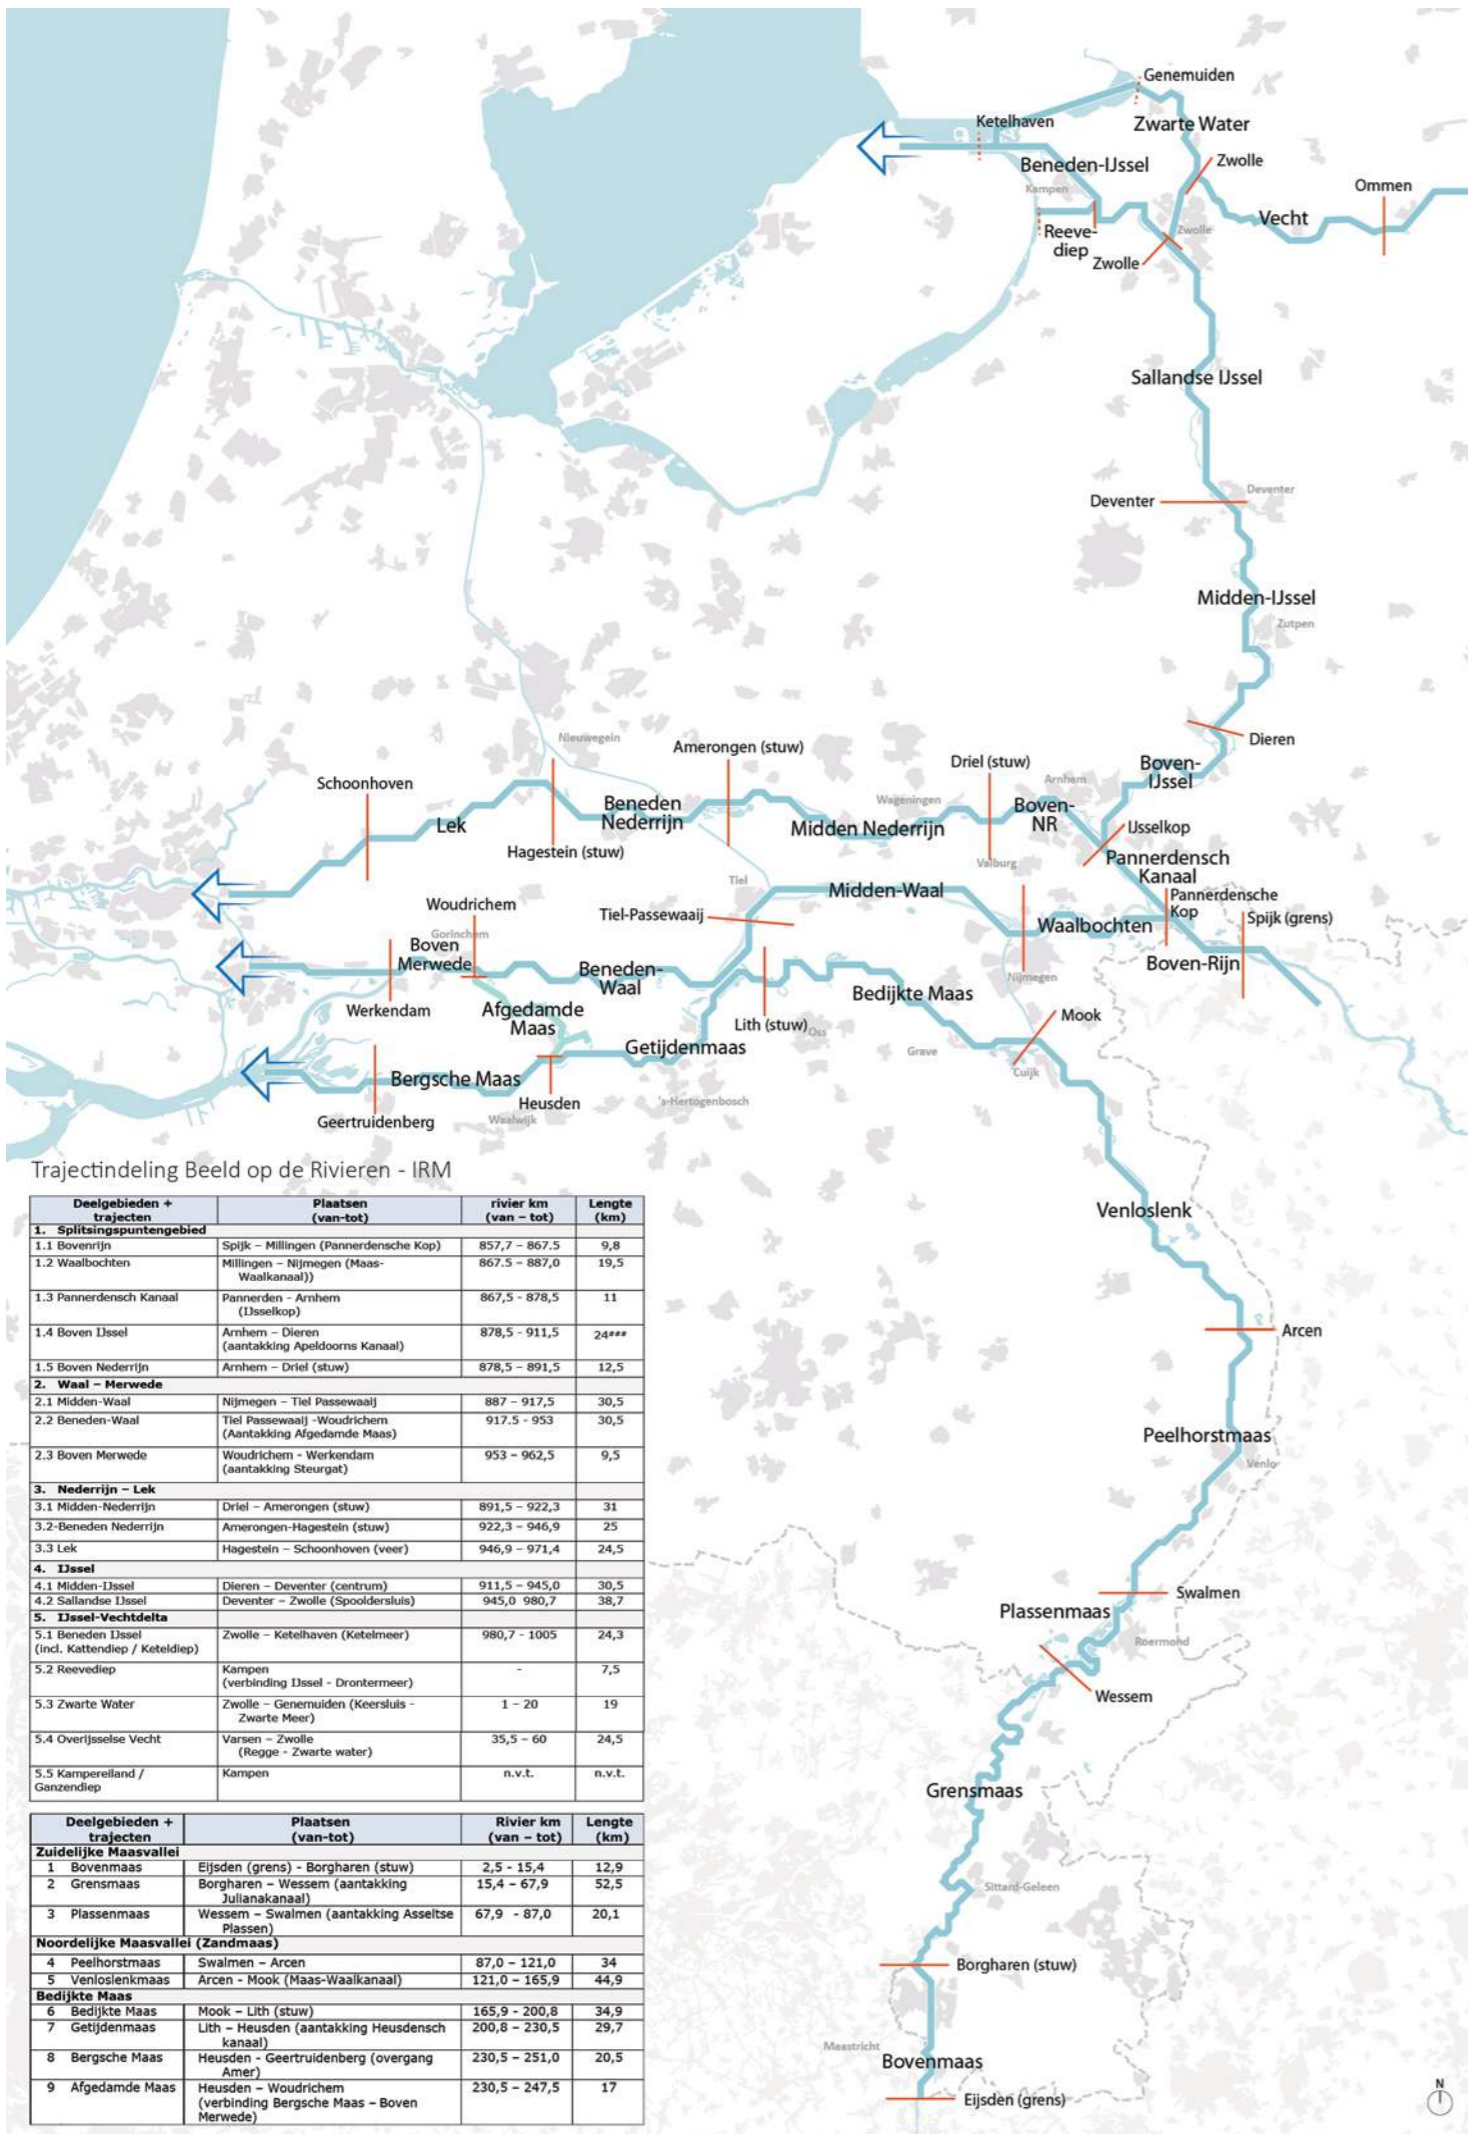 Genemuiden
Ketelhaven
Zwarte Water
Beneden-IJssel
Zwolle
Kampen
Ommen
Vecht
Reeve-
diep
Zwolle
Zwolle
Sallandse IJssel
Deventer
Deventer
Midden-IJssel
Zutpen
Dieren
Nieuwegein
Amerongen (stuw)
Driel (stuw)
Boven-
IJssel
Arnhem
Schoonhoven
Wageningen
Beneden
Nederrijn
Boven-
NR
Lek
Midden Nederrijn
IJsselkop
Hagestein (stuw)
Valburg
Pannerdensch
Kanaal
Tiel
Midden-Waal
Pannerdensche
Kop
Woudrichem
Tiel-Passewaaij
Waalbochten
Spijk (grens)
Gorinchem
Boven
Merwede
Beneden-
Waal
Boven-Rijn
Nijmegen
Bedijkte Maas
Werkendam
Afgedamde
Maas
Lith (stuw)
Oss
Mook
Getijdenmaas
Grave
Cuijk
Bergsche Maas
Heusden
's-Hertogenbosch
Geertruidenberg
Waalwijk
Venloslenk
Arcen
Peelhorstmaas
Venlo
Swalmen
Plassenmaas
Roermond
Wessem
Grensmaas
Sittard-Geleen
Borgharen (stuw)
Maastricht
Bovenmaas
Eijsden (grens)
N
Trajectindeling Beeld op de Rivieren - IRM
Deelgebieden + Plaatsen rivier km Lengte
trajecten (van-tot) (van – tot) (km)
1. Splitsingspuntengebied
1.1 Bovenrijn Spijk – Millingen (Pannerdensche Kop) 857,7 – 867.5 9,8
1.2 Waalbochten Millingen – Nijmegen (Maas- 867.5 – 887,0 19,5
Waalkanaal))
1.3 Pannerdensch Kanaal Pannerden - Arnhem 867,5 - 878,5 11
(IJsselkop)
1.4 Boven IJssel Arnhem – Dieren 878,5 - 911,5 24###
(aantakking Apeldoorns Kanaal)
1.5 Boven Nederrijn Arnhem – Driel (stuw) 878,5 – 891,5 12,5
2. Waal – Merwede
2.1 Midden-Waal Nijmegen – Tiel Passewaaij 887 – 917,5 30,5
2.2 Beneden-Waal Tiel Passewaaij -Woudrichem 917.5 - 953 30,5
(Aantakking Afgedamde Maas)
2.3 Boven Merwede Woudrichem - Werkendam 953 – 962,5 9,5
(aantakking Steurgat)
3. Nederrijn – Lek
3.1 Midden-Nederrijn Driel – Amerongen (stuw) 891,5 – 922,3 31
3.2-Beneden Nederrijn Amerongen-Hagestein (stuw) 922,3 – 946,9 25
3.3 Lek Hagestein – Schoonhoven (veer) 946,9 – 971,4 24,5
4. IJssel
4.1 Midden-IJssel Dieren – Deventer (centrum) 911,5 – 945,0 30,5
4.2 Sallandse IJssel Deventer – Zwolle (Spooldersluis) 945,0 980,7 38,7
5. IJssel-Vechtdelta
5.1 Beneden IJssel Zwolle – Ketelhaven (Ketelmeer) 980,7 - 1005 24,3
(incl. Kattendiep / Keteldiep)
5.2 Reevediep Kampen - 7,5
(verbinding IJssel - Drontermeer)
5.3 Zwarte Water Zwolle – Genemuiden (Keersluis - 1 – 20 19
Zwarte Meer)
5.4 Overijsselse Vecht Varsen – Zwolle 35,5 – 60 24,5
(Regge - Zwarte water)
5.5 Kampereiland / Kampen n.v.t. n.v.t.
Ganzendiep
Deelgebieden + Plaatsen Rivier km Lengte
trajecten (van-tot) (van – tot) (km)
Zuidelijke Maasvallei
1 Bovenmaas Eijsden (grens) - Borgharen (stuw) 2,5 - 15,4 12,9
2 Grensmaas Borgharen – Wessem (aantakking 15,4 – 67,9 52,5
Julianakanaal)
3 Plassenmaas Wessem – Swalmen (aantakking Asseltse 67,9 - 87,0 20,1
Plassen)
Noordelijke Maasvallei (Zandmaas)
4 Peelhorstmaas Swalmen – Arcen 87,0 – 121,0 34
5 Venloslenkmaas Arcen - Mook (Maas-Waalkanaal) 121,0 – 165,9 44,9
Bedijkte Maas
6 Bedijkte Maas Mook – Lith (stuw) 165,9 - 200,8 34,9
7 Getijdenmaas Lith – Heusden (aantakking Heusdensch 200,8 – 230,5 29,7
kanaal)
8 Bergsche Maas Heusden - Geertruidenberg (overgang 230,5 – 251,0 20,5
Amer)
9 Afgedamde Maas Heusden – Woudrichem 230,5 – 247,5 17
(verbinding Bergsche Maas – Boven
Merwede)